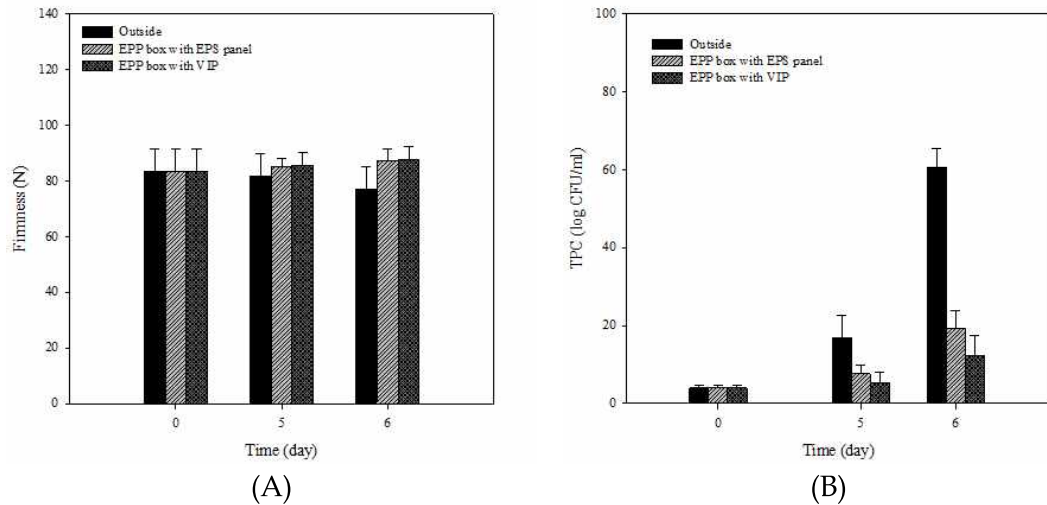 140
120
100
80
60
40
20
0
Firmness (N)
Outside
EPP box with EPS panel
EPP box with VIP
0 5 6
Time (day)
(A)
100
80
60
40
20
0
TPC (log CFU/ml)
Outside
EPP box with EPS panel
EPP box with VIP
0 5 6
Time (day)
(B)